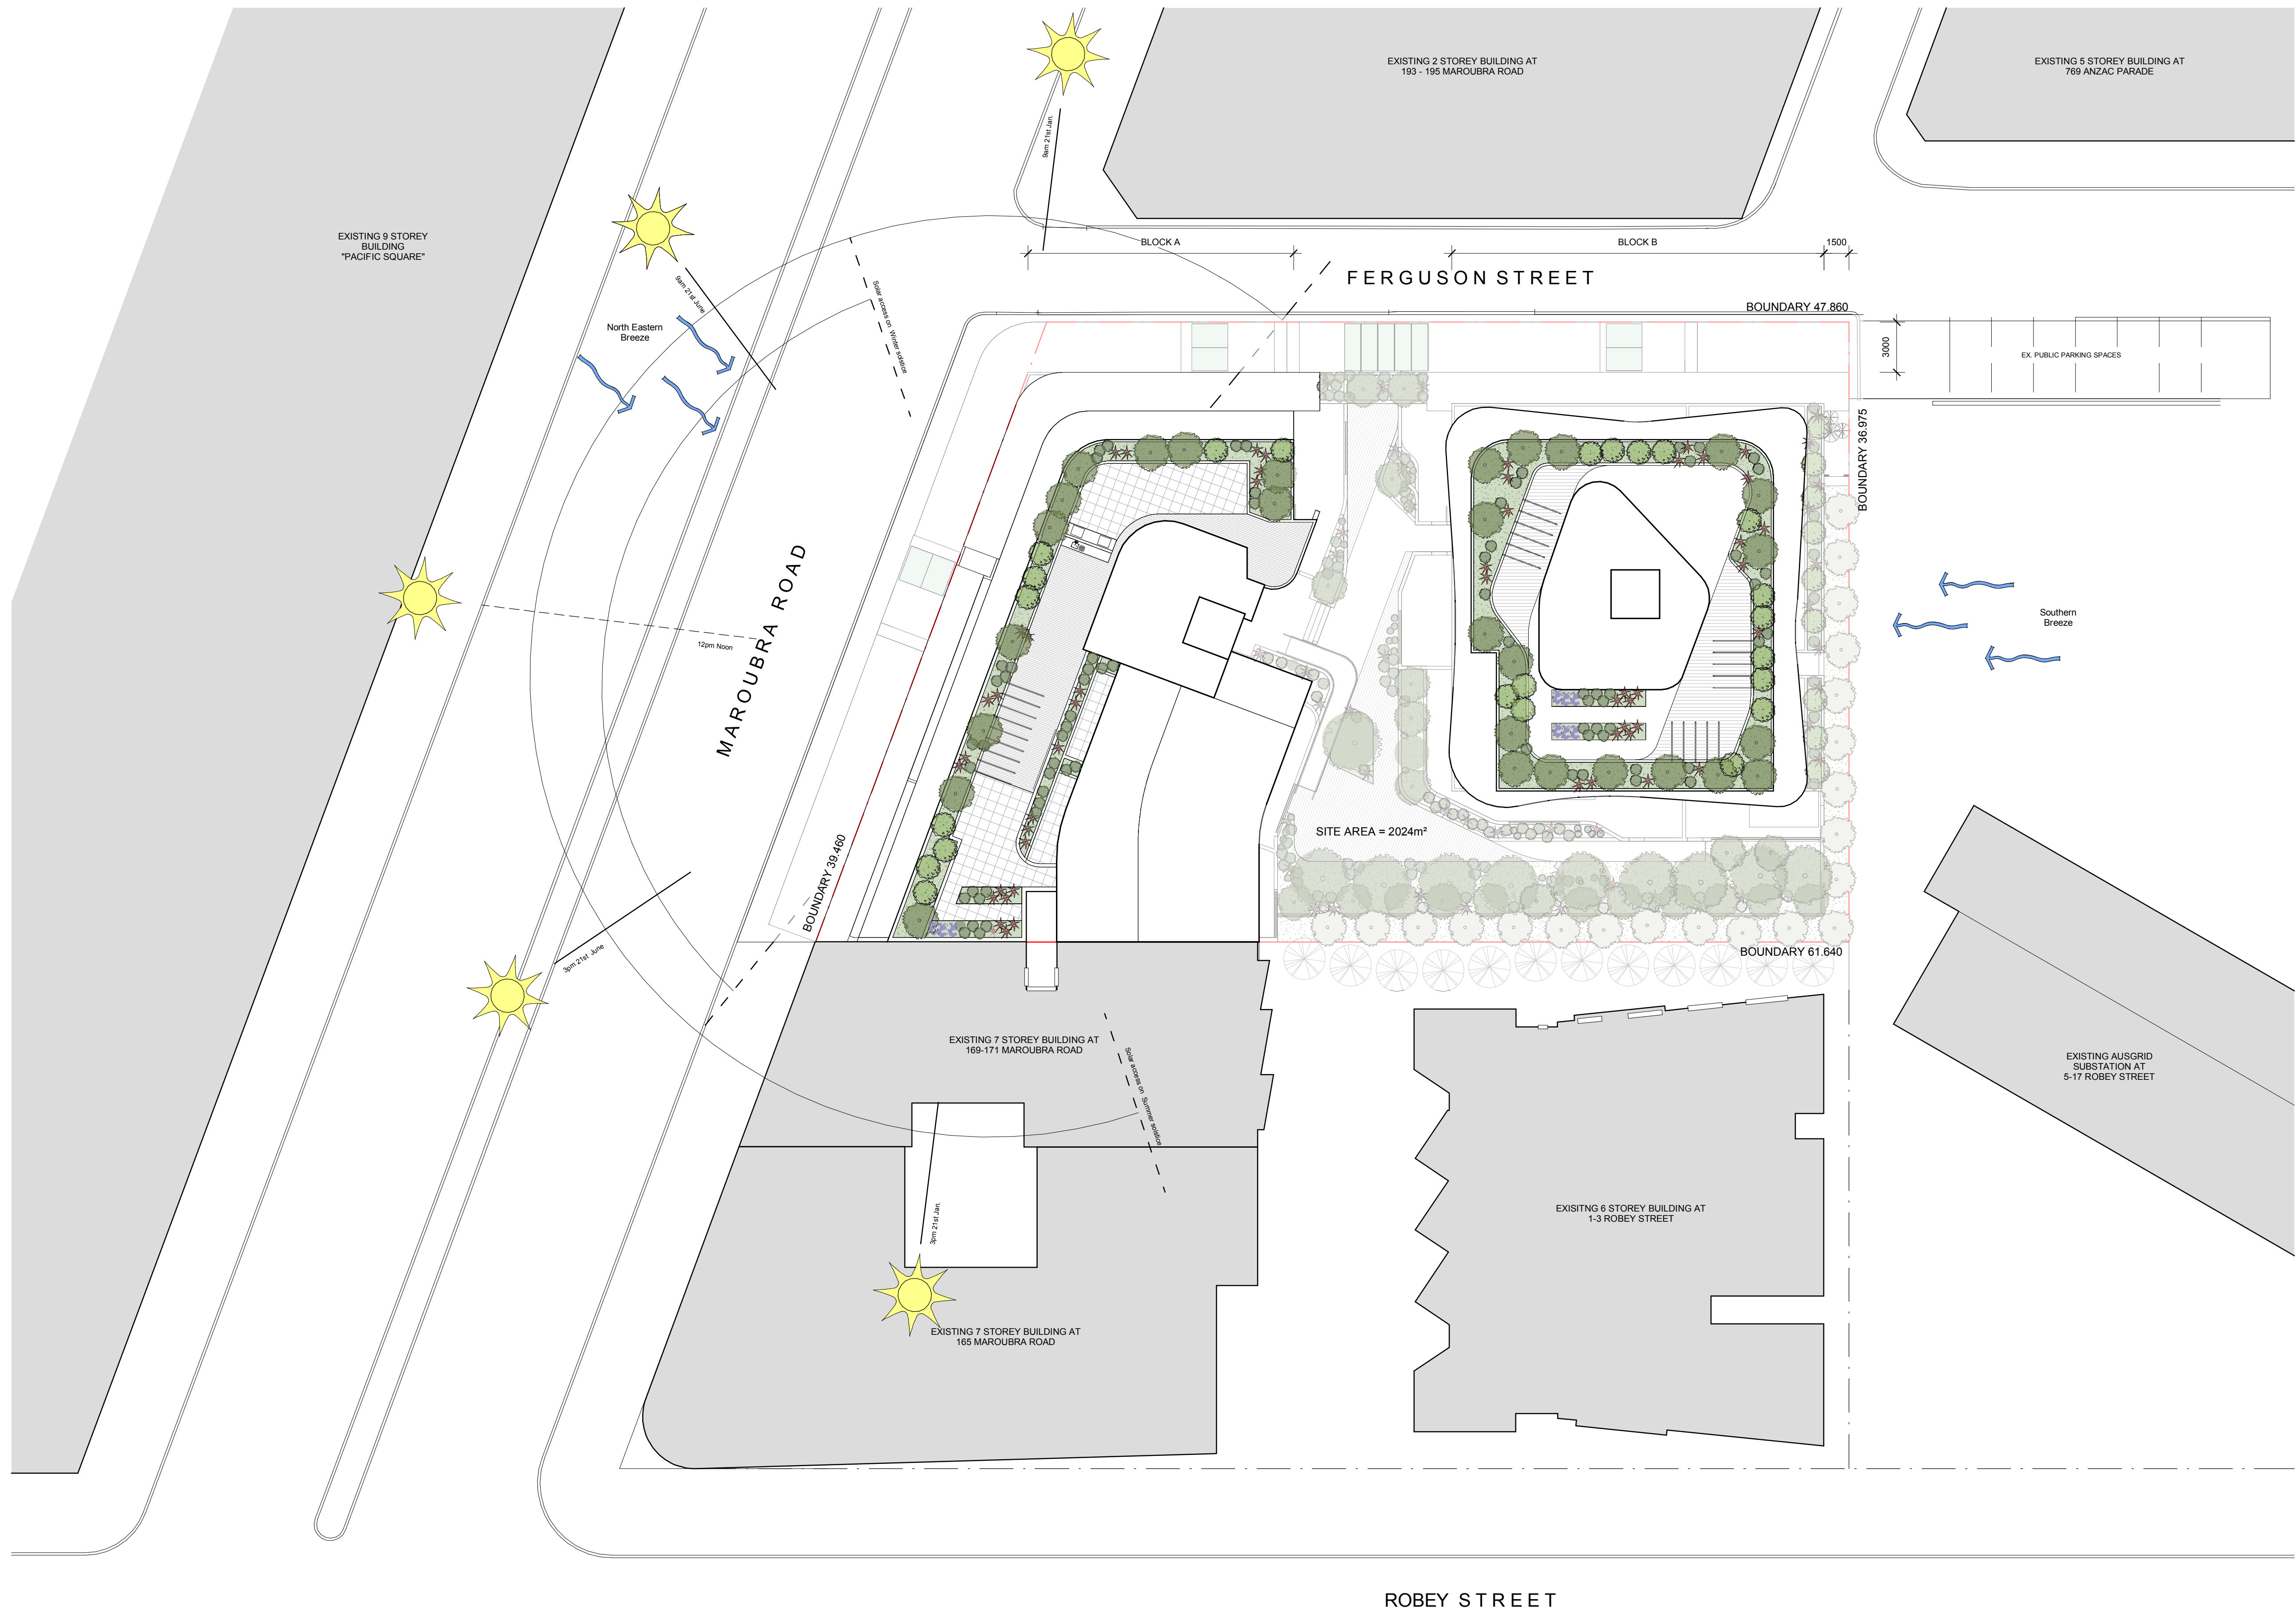 EXISTING 2 STOREY BUILDING AT
193 - 195 MAROUBRA ROAD
EXISTING 5 STOREY BUILDING AT
769 ANZAC PARADE
9am 21st Jan.
EXISTING 9 STOREY
BUILDING
"PACIFIC SQUARE"
BLOCK A
BLOCK B
1500
FERGUSON STREET
9am 21st June
Solar access on Winter solstice
North Eastern
Breeze
BOUNDARY 47.860
3000
EX. PUBLIC PARKING SPACES
BOUNDARY 36.975
MAROUBRA ROAD
12pm Noon
Southern
Breeze
SITE AREA = 2024m²
BOUNDARY 39.460
3pm 21st June
BOUNDARY 61.640
EXISTING 7 STOREY BUILDING AT
169-171 MAROUBRA ROAD
Solar access on Summer solstice
EXISTING AUSGRID
SUBSTATION AT
5-17 ROBEY STREET
3pm 21st Jan.
EXISITNG 6 STOREY BUILDING AT
1-3 ROBEY STREET
EXISTING 7 STOREY BUILDING AT
165 MAROUBRA ROAD
ROBEY STREET